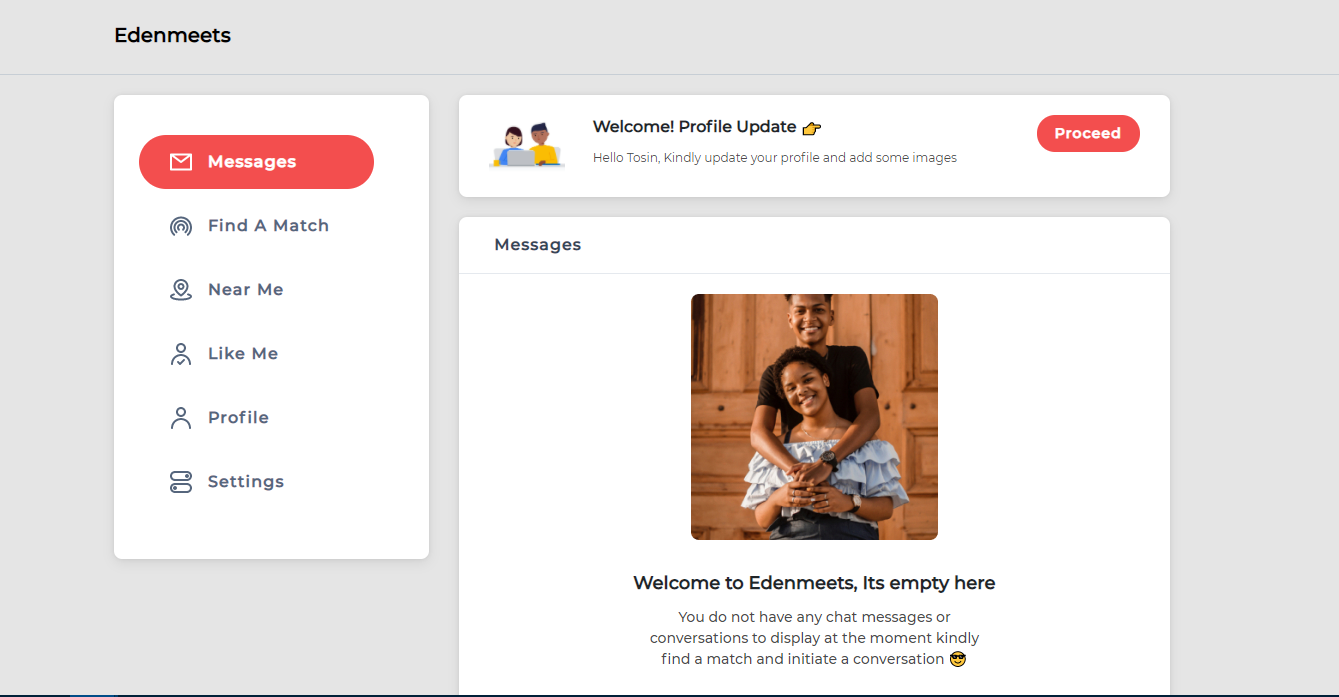 Edenmeets
Messages
Find A Match
Near Me
Like Me
Profile
Settings
Welcome! Profile Update 👉
Hello Tosin, Kindly update your profile and add some images
Proceed
Messages
Welcome to Edenmeets, Its empty here
You do not have any chat messages or
conversations to display at the moment kindly
find a match and initiate a conversation 😎